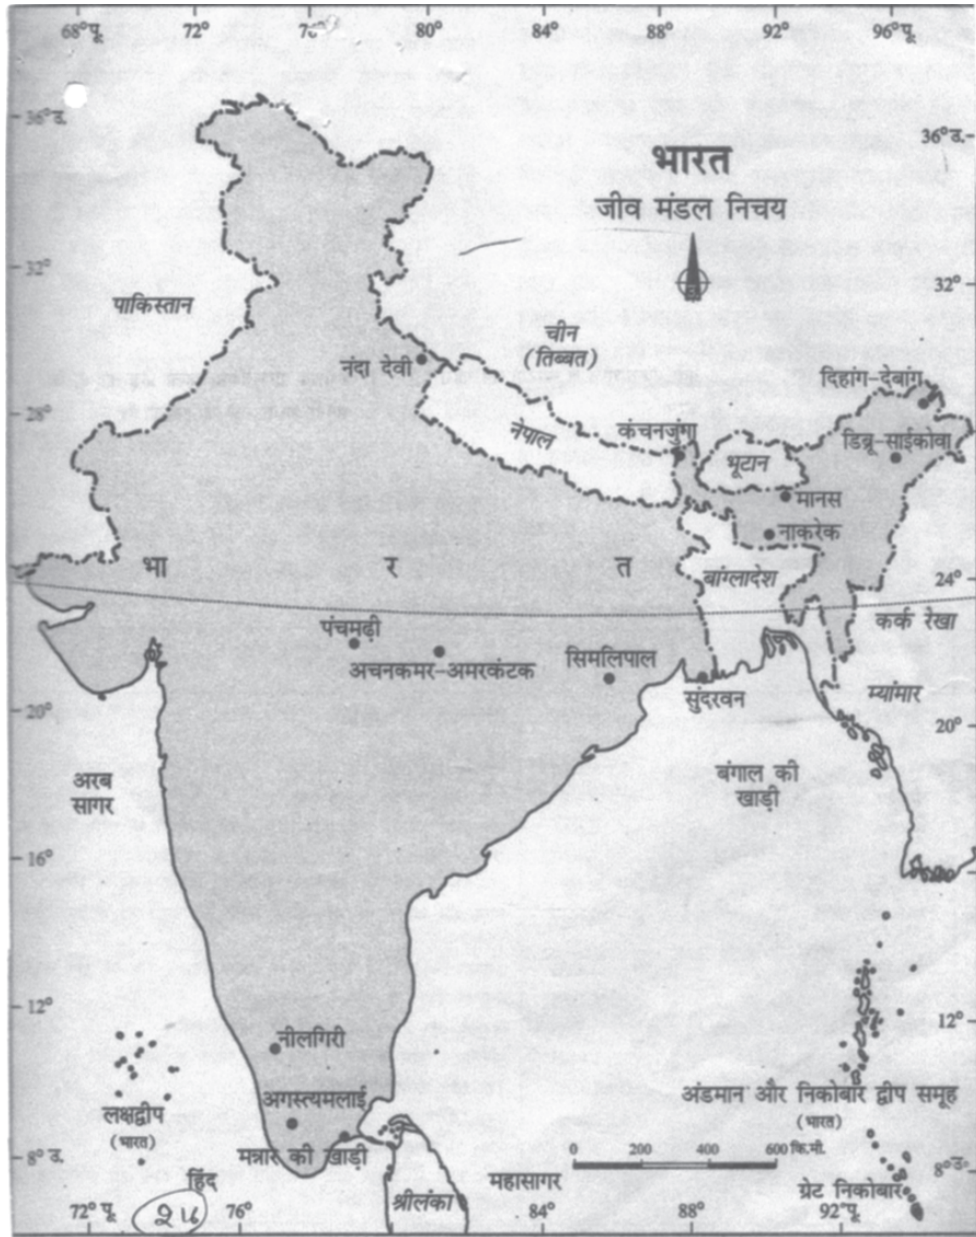 68° पू. 72° 76 80° 84° 88° 92° 96° पू.
36° उ.
36° उ.
भारत
जीव मंडल निचय
32°
32°
पाकिस्तान
चीन
(तिब्बत)
नंदा देवी
दिहांग-देबांग
28°
नेपाल
कंचनजुंगा
डिब्रू-साईकोवा
भूटान
मानस
नाकरेक
भा र त
बांग्लादेश
24°
24°
कर्क रेखा
पंचमढ़ी
अचनकमर-अमरकंटक
सिमलिपाल
सुंदरवन
म्यांमार
20°
20°
अरब
सागर
बंगाल की
खाड़ी
16°
16°
12°
12°
नीलगिरी
लक्षद्वीप
(भारत)
अगस्त्यमलाई
अंडमान और निकोबार द्वीप समूह
(भारत)
मन्नार की खाड़ी
0 200 400 600 कि.मी.
8° उ.
8° उ.
हिंद
महासागर
श्रीलंका
ग्रेट निकोबार
72° पू. 76° 84° 88° 92° पू.